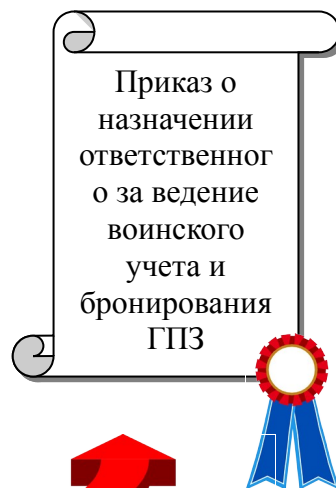 Приказ о
назначении
ответственног
о за ведение
воинского
учета и
бронирования
ГПЗ